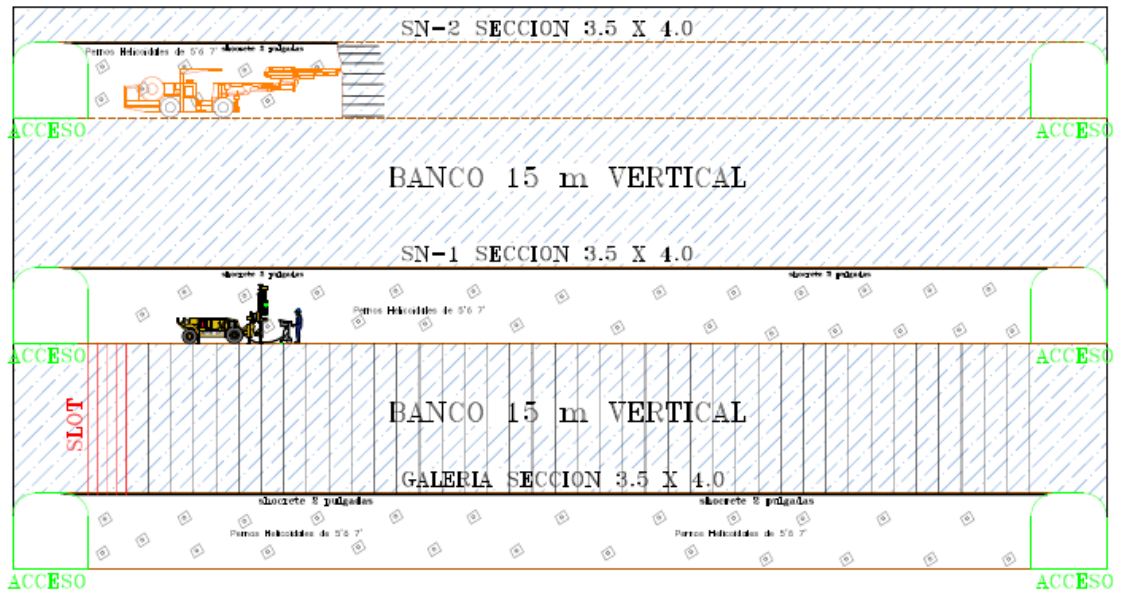 SN-2 SECCION 3.5 X 4.0
Pernos Helicoidales de 5'6 7' shocrete 2 pulgadas
ACCESO ACCESO
BANCO 15 m VERTICAL
SN-1 SECCION 3.5 X 4.0
shocrete 2 pulgadas shocrete 2 pulgadas
Pernos Helicoidales de 5'6 7'
ACCESO ACCESO
SLOT
BANCO 15 m VERTICAL
GALERIA SECCION 3.5 X 4.0
shocrete 2 pulgadas shocrete 2 pulgadas
Pernos Helicoidales de 5'6 7' Pernos Helicoidales de 5'6 7'
ACCESO ACCESO